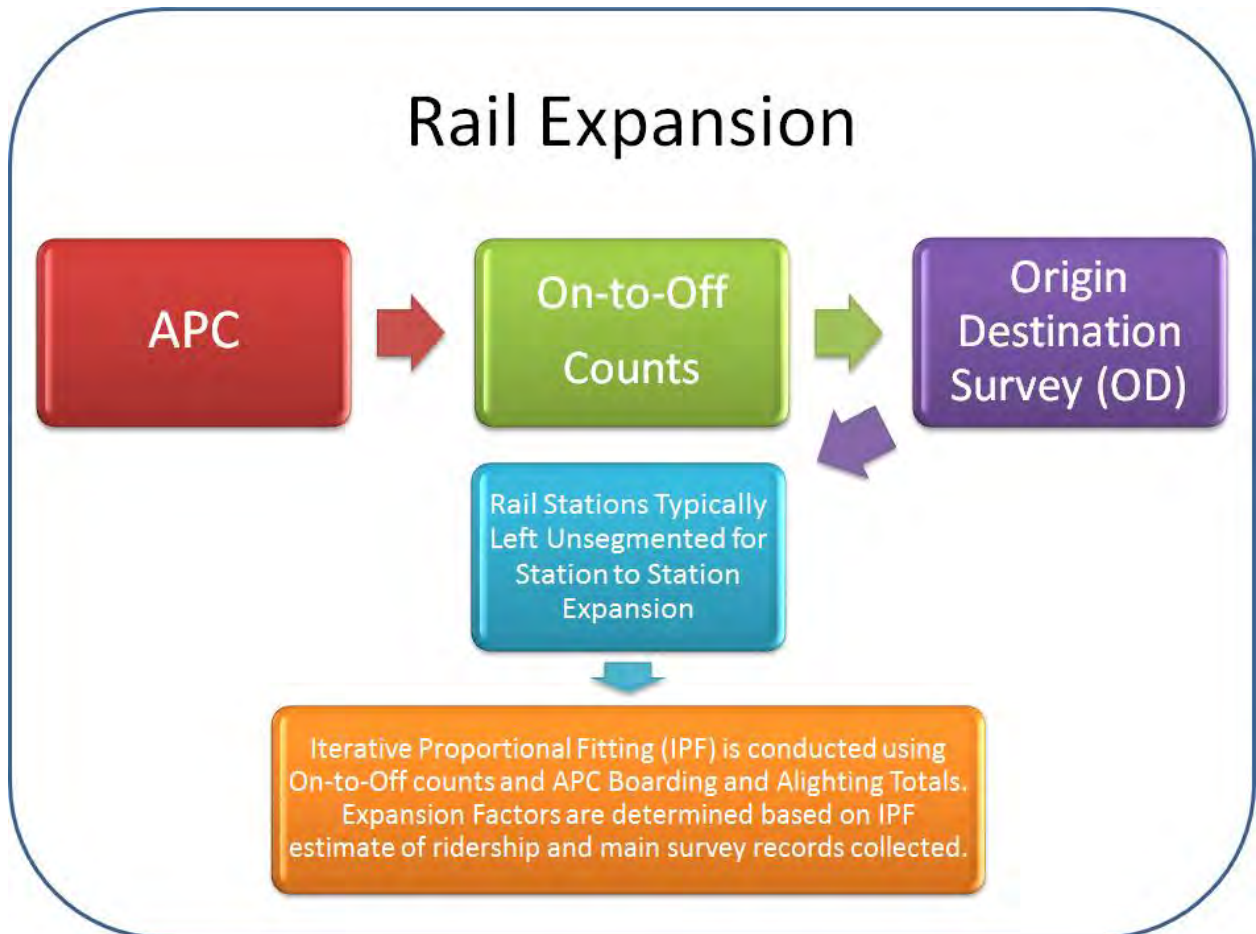 Rail Expansion
APC
On-to-Off
Counts
Origin
Destination
Survey (OD)
Rail Stations Typically
Left Unsegmented for
Station to Station
Expansion
Iterative Proportional Fitting (IPF) is conducted using
On-to-Off counts and APC Boarding and Alighting Totals.
Expansion Factors are determined based on IPF
estimate of ridership and main survey records collected.